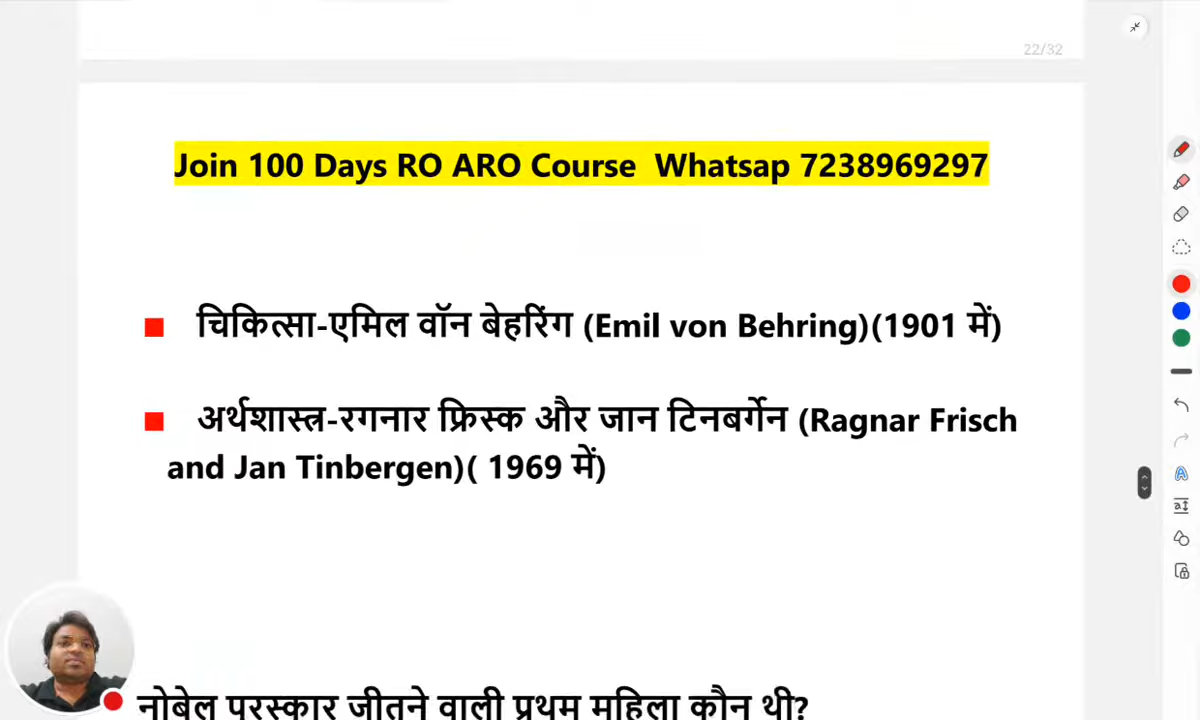 22/32
Join 100 Days RO ARO Course Whatsap 7238969297
चिकित्सा-एमिल वॉन बेहरिंग (Emil von Behring)(1901 में)
अर्थशास्त्र-रगनार फ्रिस्क और जान टिनबर्गेन (Ragnar Frisch
and Jan Tinbergen)( 1969 में)
नोबेल पुरस्कार जीतने वाली प्रथम महिला कौन थी?